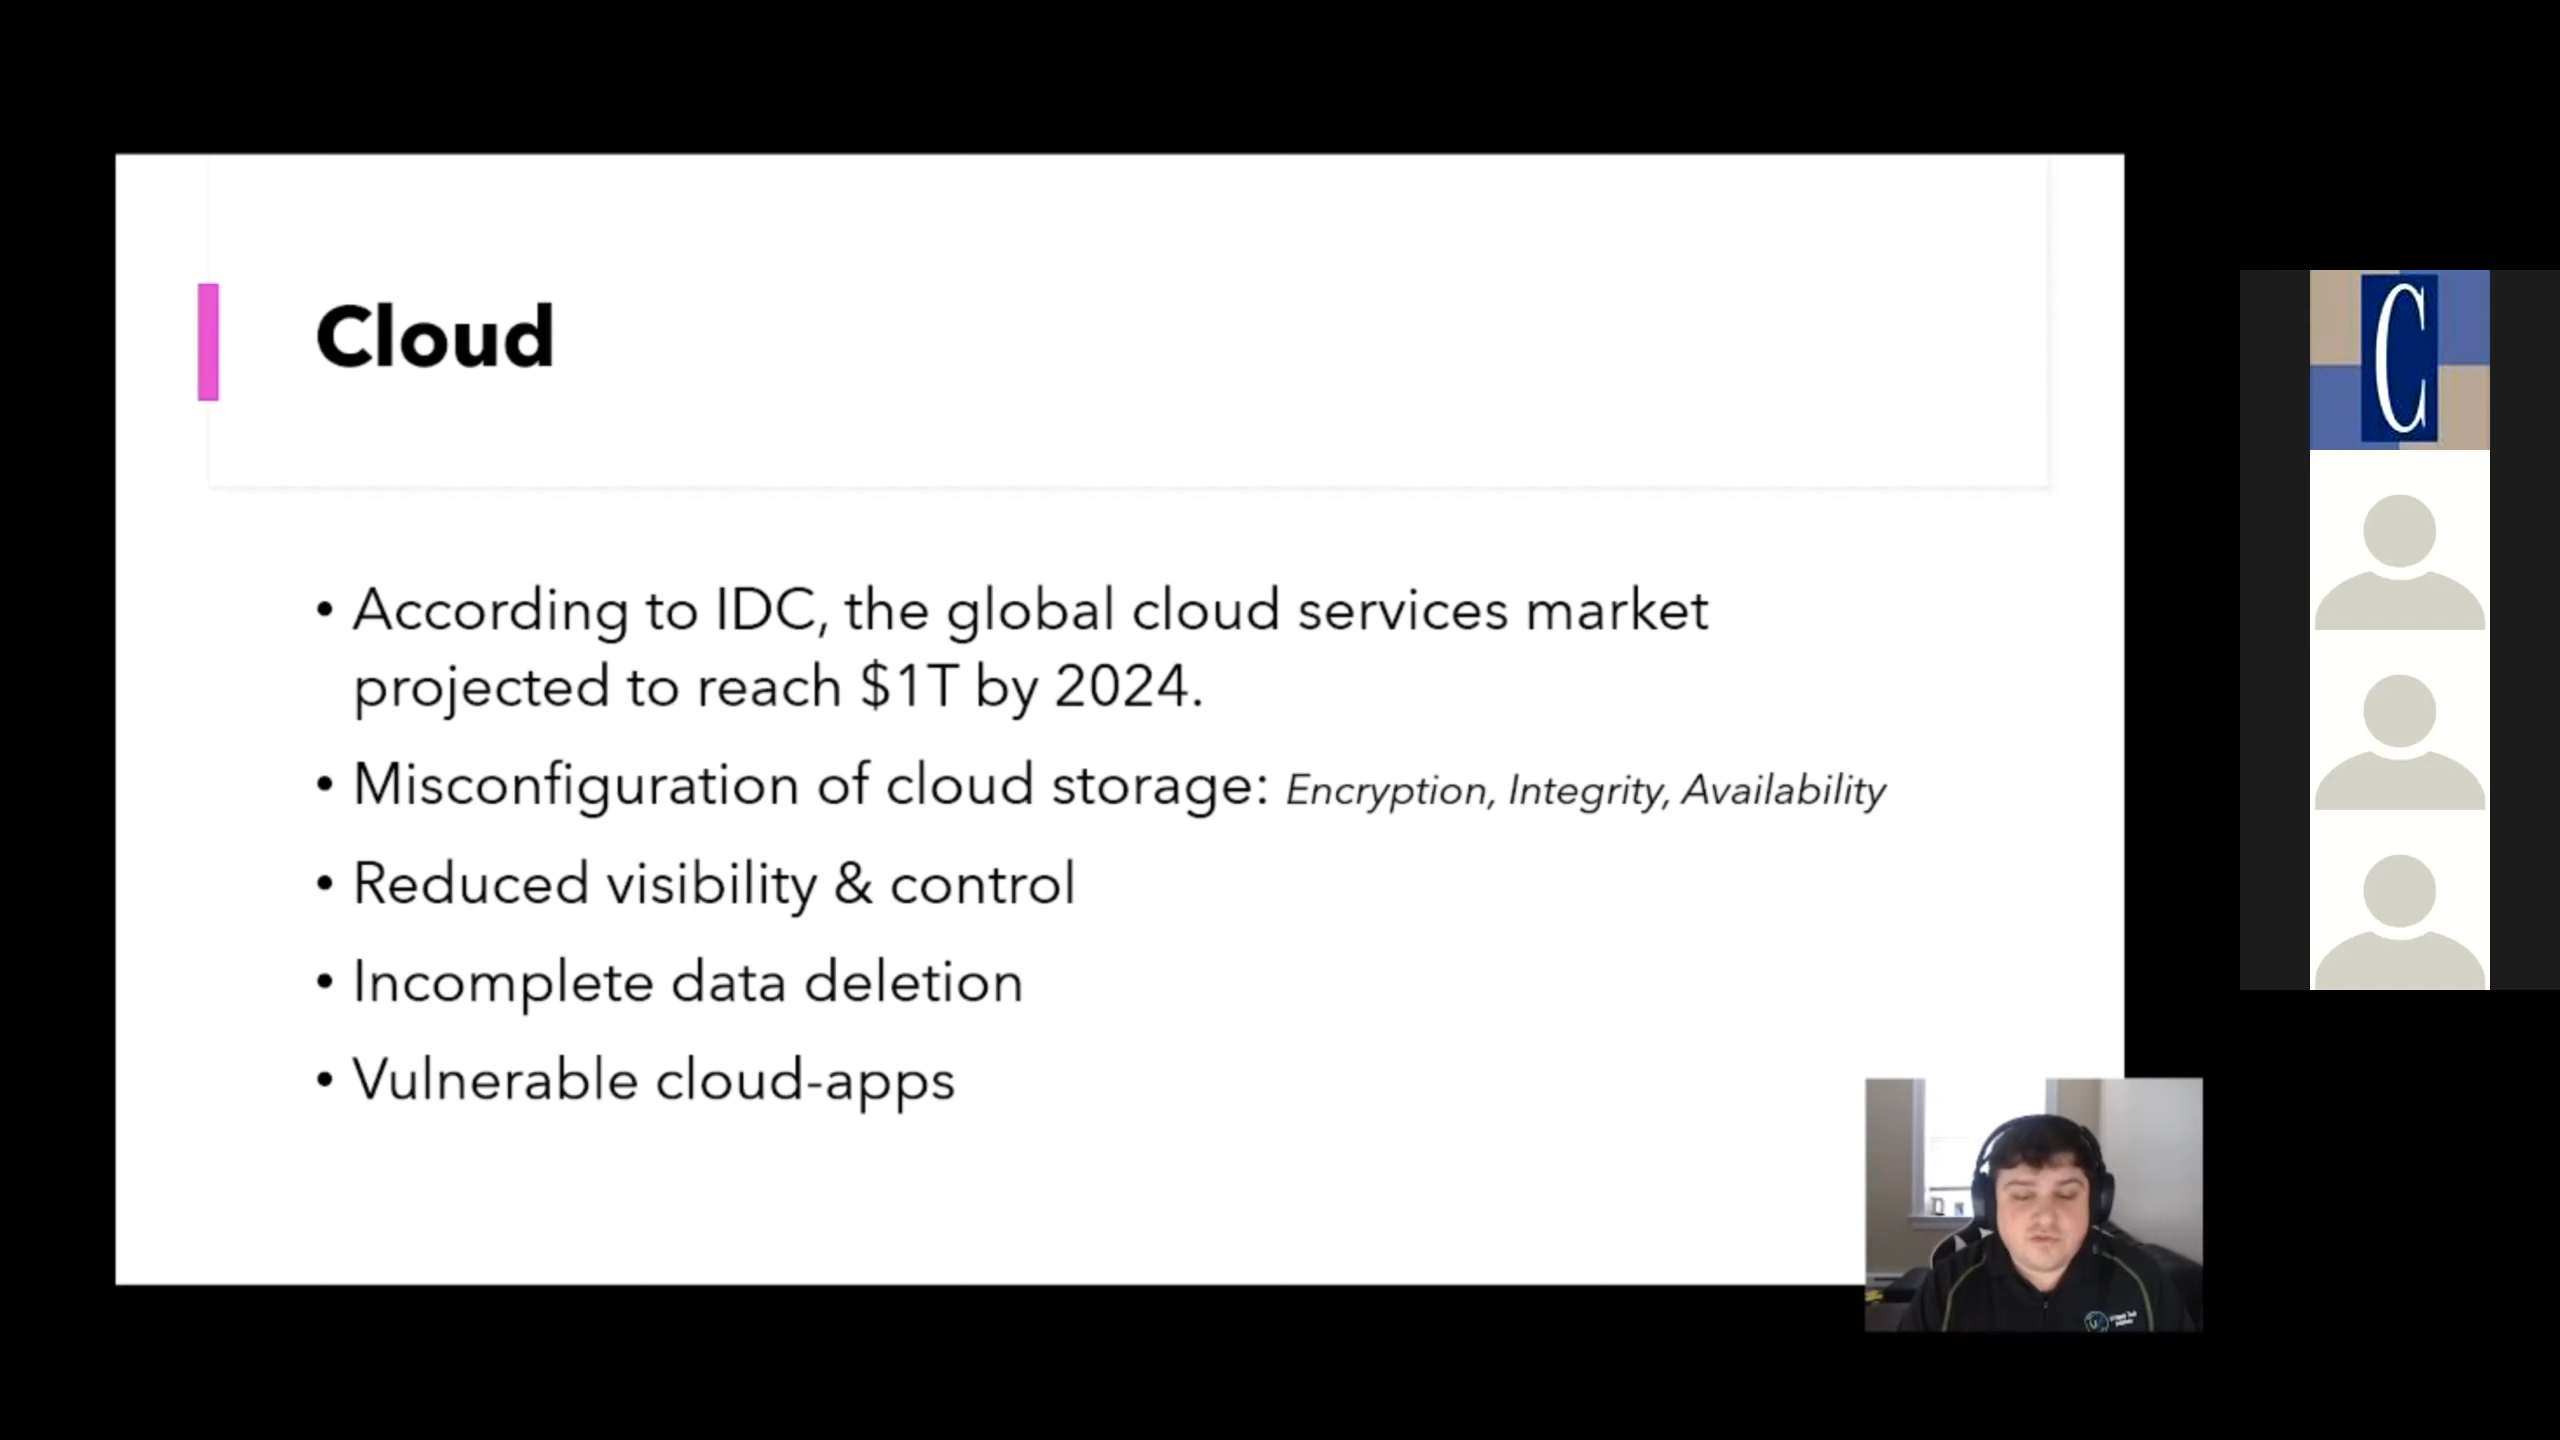 Cloud
• According to IDC, the global cloud services market
projected to reach $1T by 2024.
• Misconfiguration of cloud storage: Encryption, Integrity, Availability
• Reduced visibility & control
• Incomplete data deletion
• Vulnerable cloud-apps
C